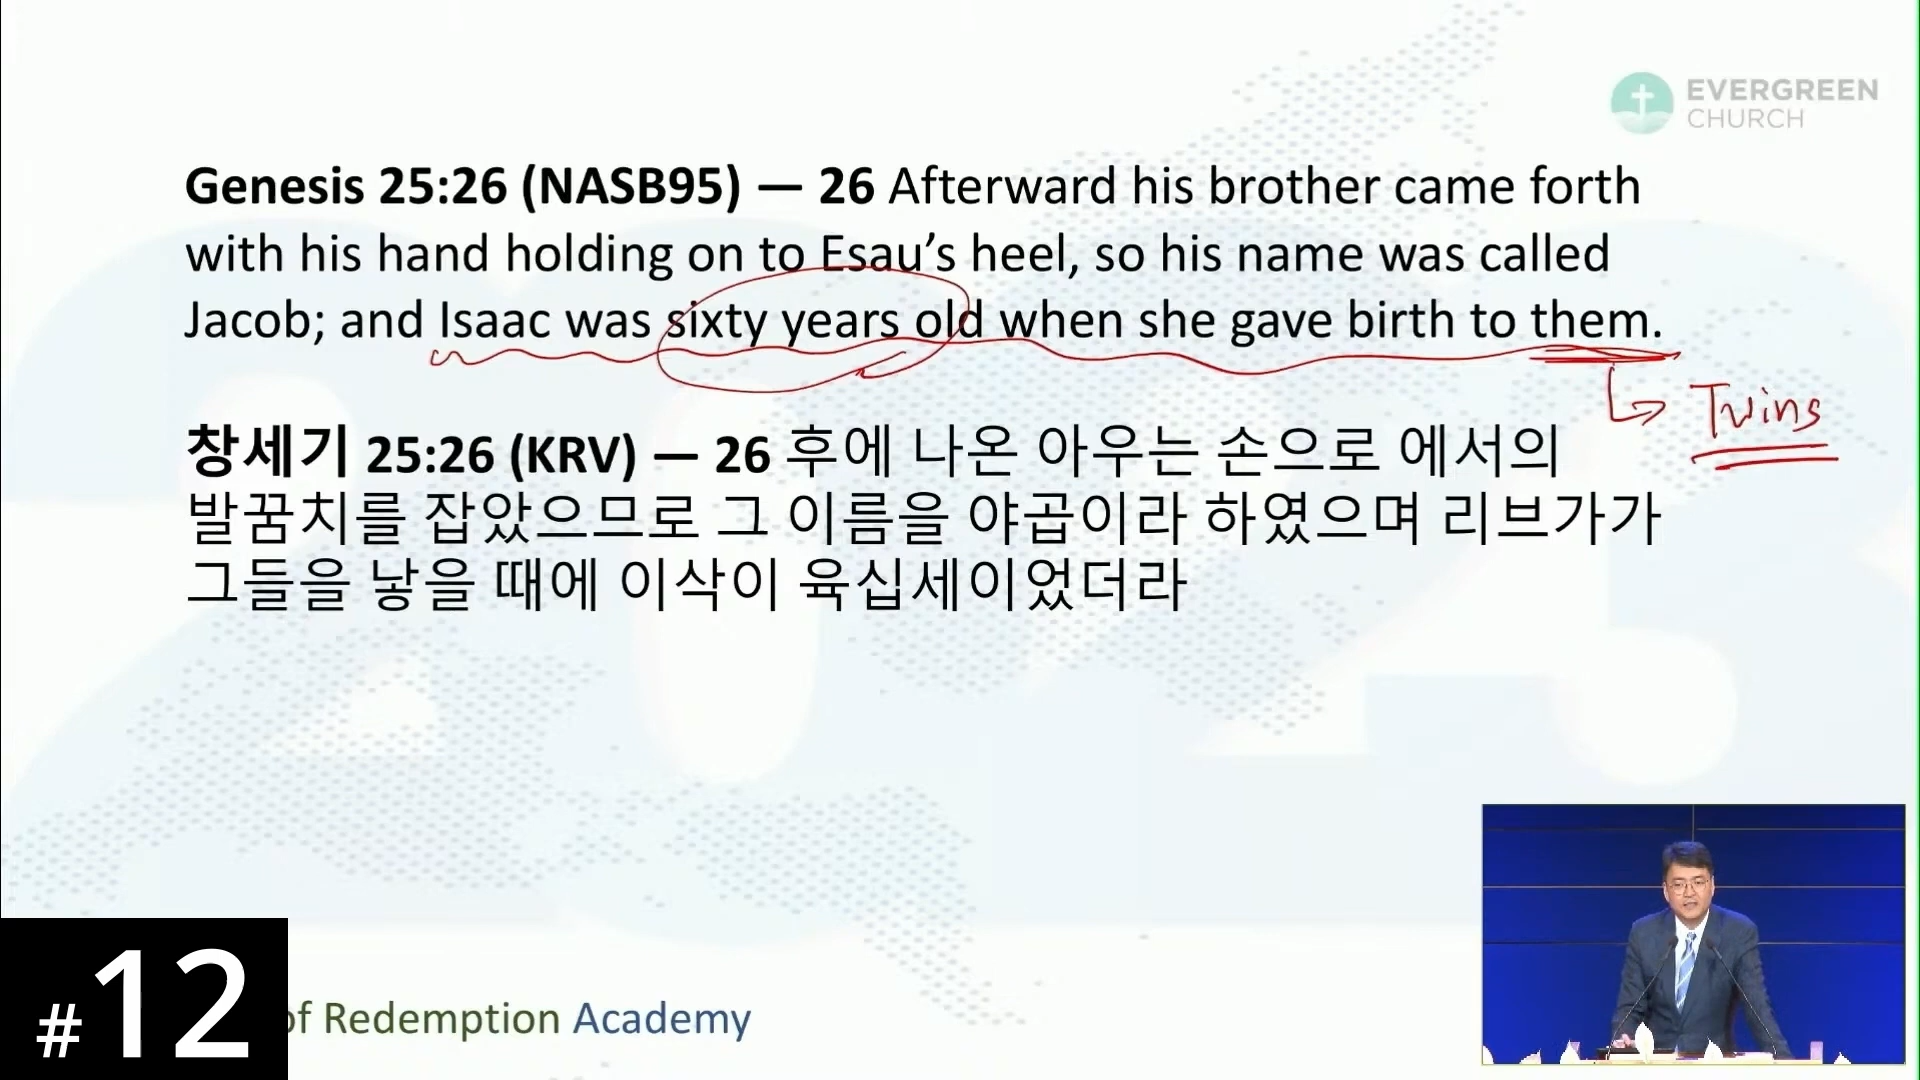 EVERGREEN
CHURCH
Genesis 25:26 (NASB95) — 26 Afterward his brother came forth
with his hand holding on to Esau’s heel, so his name was called
Jacob; and Isaac was sixty years old when she gave birth to them.
Twins
창세기 25:26 (KRV) — 26 후에 나온 아우는 손으로 에서의
발꿈치를 잡았으므로 그 이름을 야곱이라 하였으며 리브가가
그들을 낳을 때에 이삭이 육십세이었더라
#12
of Redemption Academy